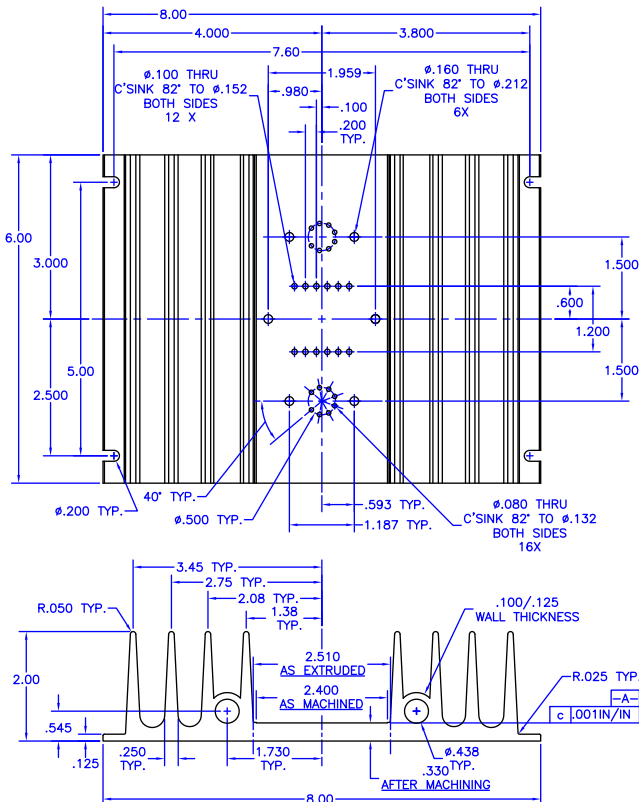 8.00
4.000
3.800
7.60
Ø.100 THRU
C'SINK 82° TO Ø.152
BOTH SIDES
12 X
1.959
.980
.100
.200
TYP.
Ø.160 THRU
C'SINK 82° TO Ø.212
BOTH SIDES
6X
6.00
3.000
5.00
2.500
1.500
.600
1.200
1.500
40° TYP.
Ø.200 TYP.
Ø.500 TYP.
.593 TYP.
1.187 TYP.
Ø.080 THRU
C'SINK 82° TO Ø.132
BOTH SIDES
16X
3.45 TYP.
2.75 TYP.
2.08 TYP.
1.38
TYP.
R.050 TYP.
.100/.125
WALL THICKNESS
2.510
AS EXTRUDED
2.400
AS MACHINED
R.025 TYP.
-A-
c .001IN/IN
2.00
.545
.125
.250
TYP.
1.730
TYP.
Ø.438
TYP.
.330
AFTER MACHINING
8.00